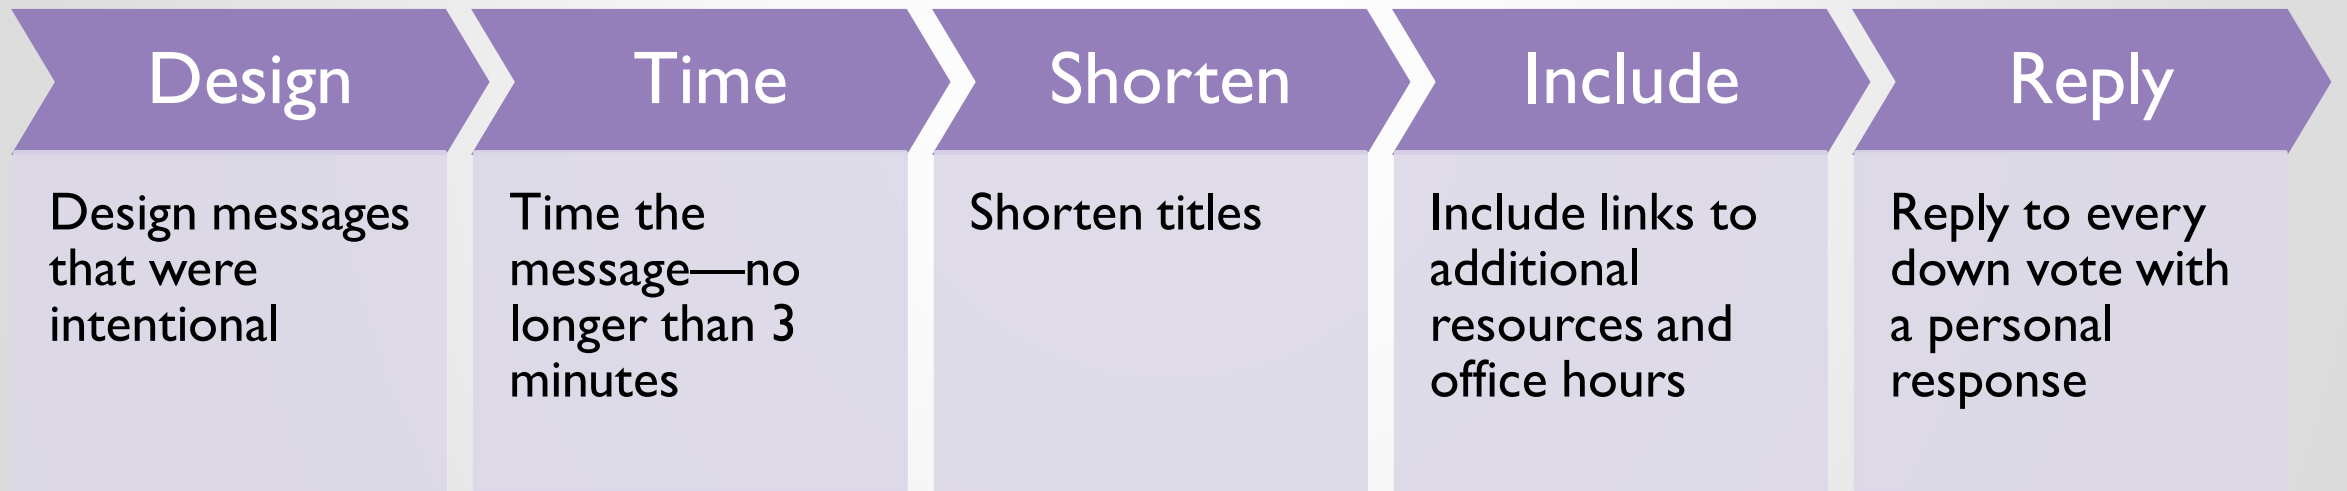 Design
Design messages
that were
intentional
Time
Time the
message—no
longer than 3
minutes
Shorten
Shorten titles
Include
Include links to
additional
resources and
office hours
Reply
Reply to every
down vote with
a personal
response